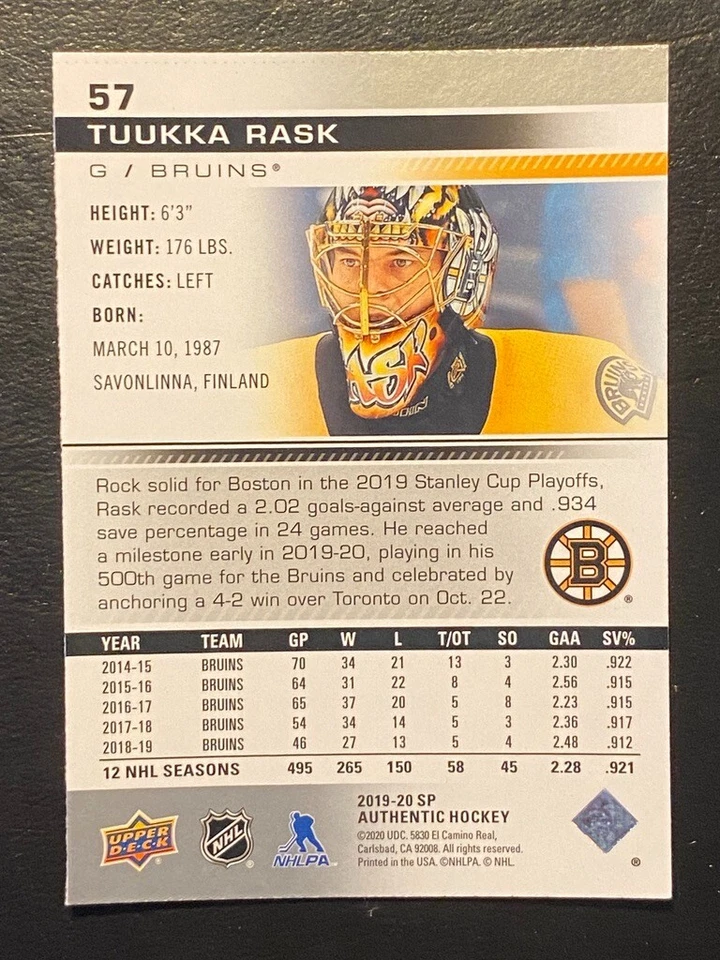 57
TUUKKA RASK
G / BRUINS®
HEIGHT: 6'3"
WEIGHT: 176 LBS.
CATCHES: LEFT
BORN:
MARCH 10, 1987
SAVONLINNA, FINLAND
RASK
BRUINS
Rock solid for Boston in the 2019 Stanley Cup Playoffs,
Rask recorded a 2.02 goals-against average and .934
save percentage in 24 games. He reached
a milestone early in 2019-20, playing in his
500th game for the Bruins and celebrated by
anchoring a 4-2 win over Toronto on Oct. 22.
B
®
YEAR TEAM GP W L T/OT SO GAA SV%
2014-15 BRUINS 70 34 21 13 3 2.30 .922
2015-16 BRUINS 64 31 22 8 4 2.56 .915
2016-17 BRUINS 65 37 20 5 8 2.23 .915
2017-18 BRUINS 54 34 14 5 3 2.36 .917
2018-19 BRUINS 46 27 13 5 4 2.48 .912
12 NHL SEASONS 495 265 150 58 45 2.28 .921
UPPER DECK
NHL ®
NHLPA
2019-20 SP
AUTHENTIC HOCKEY
©2020 UDC. 5830 El Camino Real,
Carlsbad, CA 92008. All rights reserved.
Printed in the USA. ©NHLPA. © NHL.
®